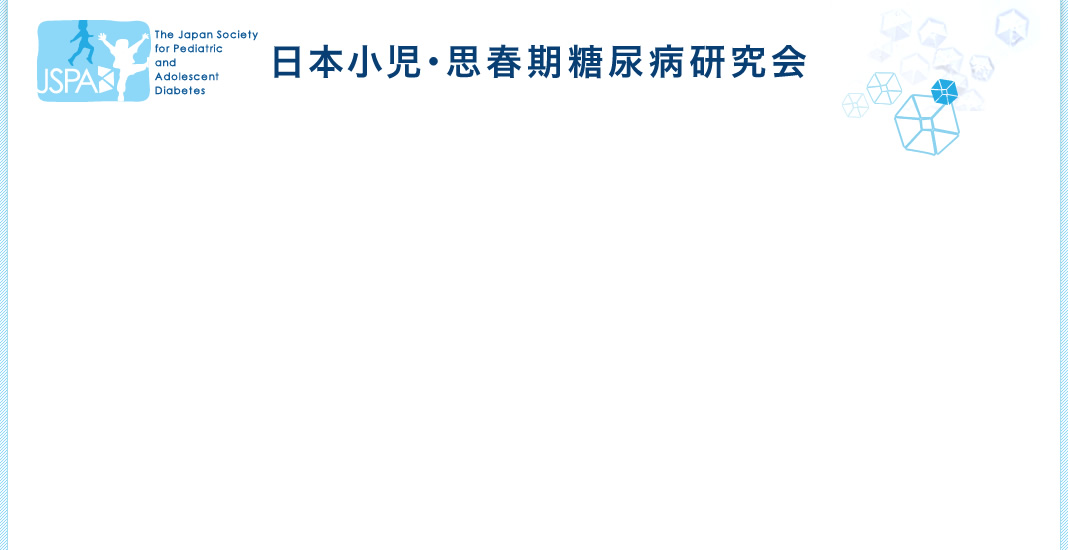 JSPA
The Japan Society
for Pediatric
and
Adolescent
Diabetes
日本小児・思春期糖尿病研究会